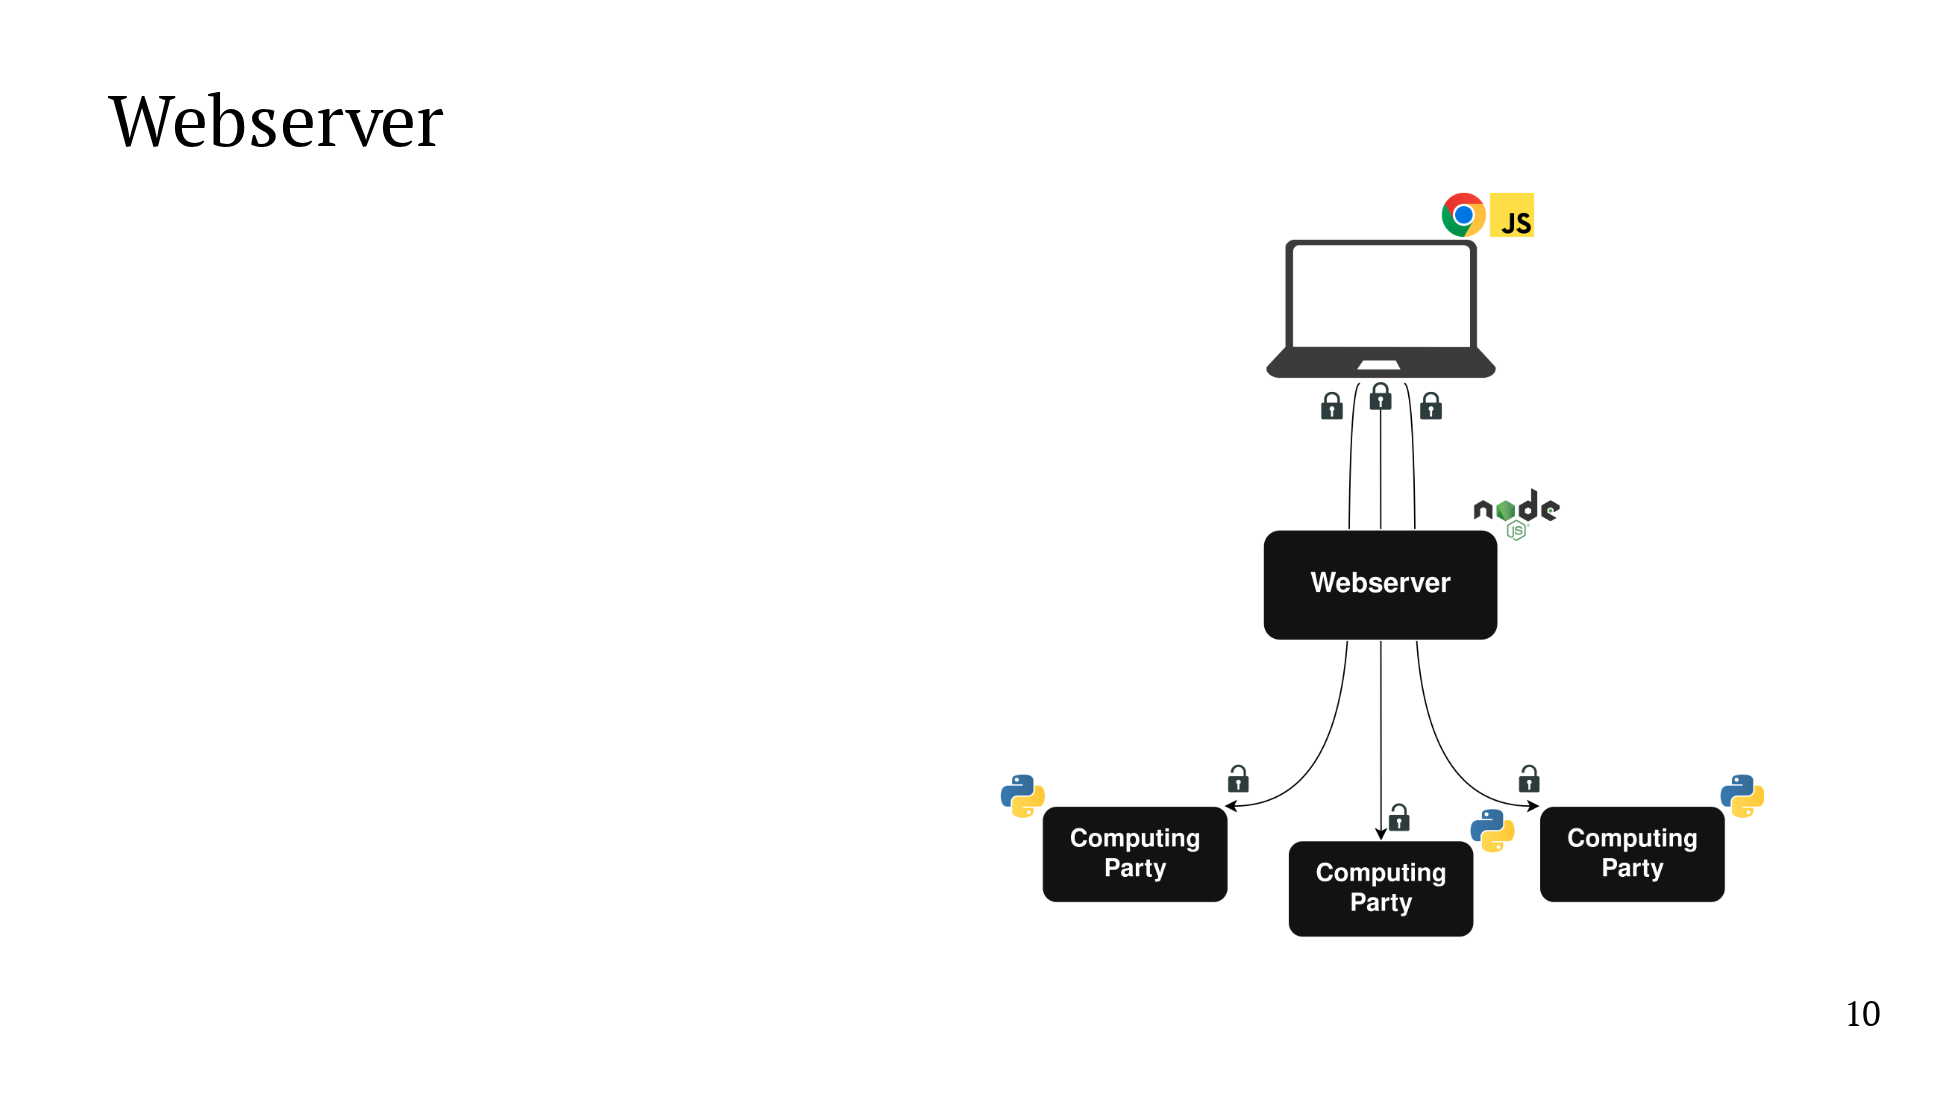 Webserver
JS
node
JS
Webserver
Computing
Party
Computing
Party
Computing
Party
10